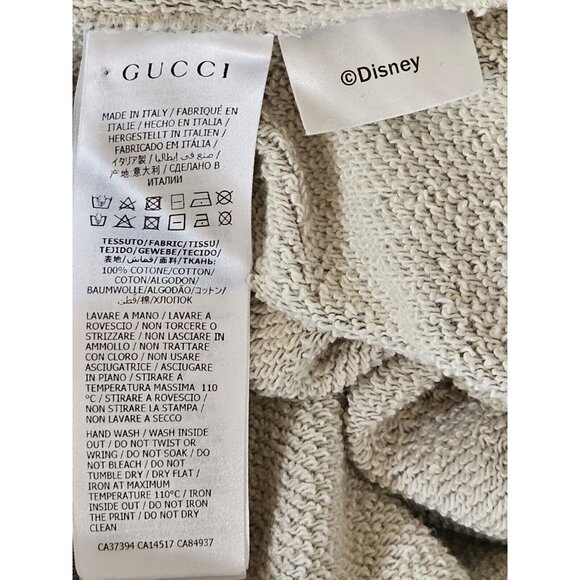 GUCCI
MADE IN ITALY / FABRIQUÉ EN
ITALIE / HECHO EN ITALIA /
HERGESTELLT IN ITALIEN /
FABRICADO EM ITÁLIA /
イタリア製 / صنع في إيطاليا /
产地:意大利 / СДЕЛАНО В
ИТАЛИИ
TESSUTO/FABRIC/TISSU/
TEJIDO/GEWEBE/TECIDO/
表地/قماش/面料/ТКАНЬ:
100% COTONE/COTTON/
COTON/ALGODON/
BAUMWOLLE/ALGODÃO/コットン/
قطن/棉/ХЛОПОК
LAVARE A MANO / LAVARE A
ROVESCIO / NON TORCERE O
STRIZZARE / NON LASCIARE IN
AMMOLLO / NON TRATTARE
CON CLORO / NON USARE
ASCIUGATRICE / ASCIUGARE
IN PIANO / STIRARE A
TEMPERATURA MASSIMA 110
°C / STIRARE A ROVESCIO /
NON STIRARE LA STAMPA /
NON LAVARE A SECCO
HAND WASH / WASH INSIDE
OUT / DO NOT TWIST OR
WRING / DO NOT SOAK / DO
NOT BLEACH / DO NOT
TUMBLE DRY / DRY FLAT /
IRON AT MAXIMUM
TEMPERATURE 110°C / IRON
INSIDE OUT / DO NOT IRON
THE PRINT / DO NOT DRY
CLEAN
CA37394 CA14517 CA84937
©Disney